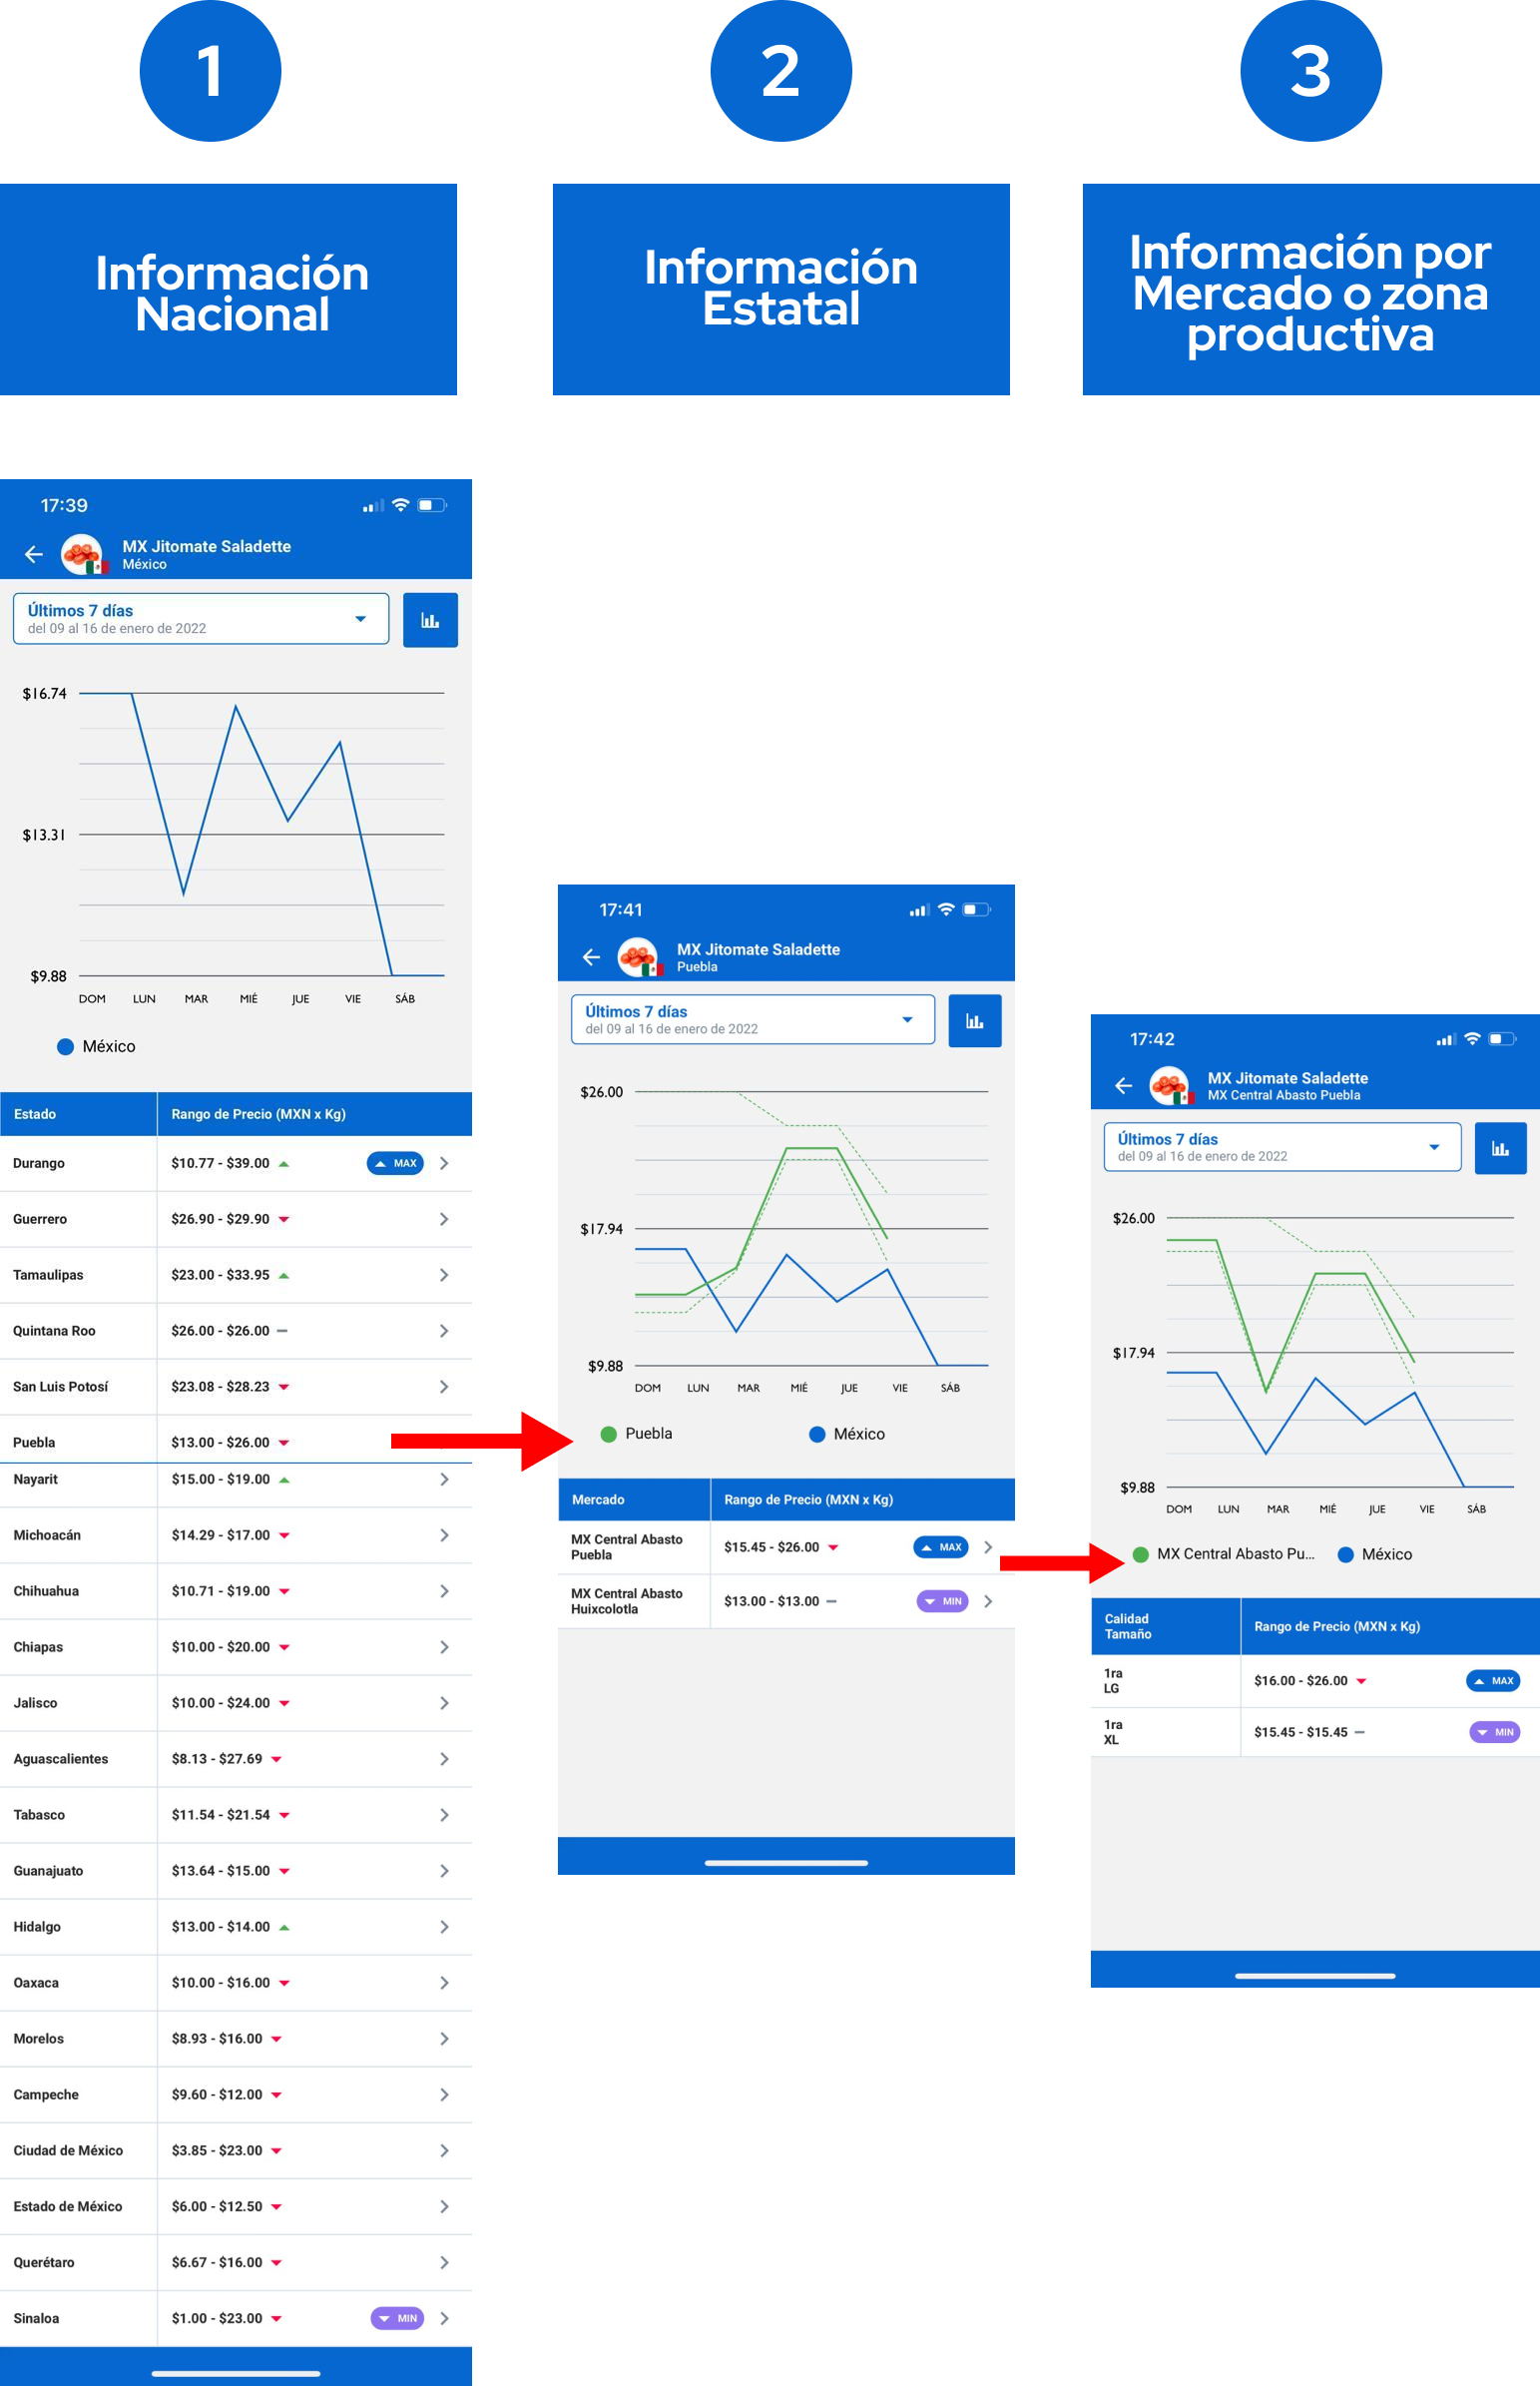 1
Información
Nacional
17:39
MX Jitomate Saladette
México
Últimos 7 días
del 09 al 16 de enero de 2022
$16.74
$13.31
$9.88
DOM LUN MAR MIÉ JUE VIE SÁB
México
Estado Rango de Precio (MXN x Kg)
Durango $10.77 - $39.00 MAX
Guerrero $26.90 - $29.90
Tamaulipas $23.00 - $33.95
Quintana Roo $26.00 - $26.00
San Luis Potosí $23.08 - $28.23
Puebla $13.00 - $26.00
Nayarit $15.00 - $19.00
Michoacán $14.29 - $17.00
Chihuahua $10.71 - $19.00
Chiapas $10.00 - $20.00
Jalisco $10.00 - $24.00
Aguascalientes $8.13 - $27.69
Tabasco $11.54 - $21.54
Guanajuato $13.64 - $15.00
Hidalgo $13.00 - $14.00
Oaxaca $10.00 - $16.00
Morelos $8.93 - $16.00
Campeche $9.60 - $12.00
Ciudad de México $3.85 - $23.00
Estado de México $6.00 - $12.50
Querétaro $6.67 - $16.00
Sinaloa $1.00 - $23.00 MIN
2
Información
Estatal
17:41
MX Jitomate Saladette
Puebla
Últimos 7 días
del 09 al 16 de enero de 2022
$26.00
$17.94
$9.88
DOM LUN MAR MIÉ JUE VIE SÁB
Puebla México
Mercado Rango de Precio (MXN x Kg)
MX Central Abasto
Puebla $15.45 - $26.00 MAX
MX Central Abasto
Huixcolotla $13.00 - $13.00 MIN
3
Información por
Mercado o zona
productiva
17:42
MX Jitomate Saladette
MX Central Abasto Puebla
Últimos 7 días
del 09 al 16 de enero de 2022
$26.00
$17.94
$9.88
DOM LUN MAR MIÉ JUE VIE SÁB
MX Central Abasto Pu... México
Calidad
Tamaño Rango de Precio (MXN x Kg)
1ra
LG $16.00 - $26.00 MAX
1ra
XL $15.45 - $15.45 MIN